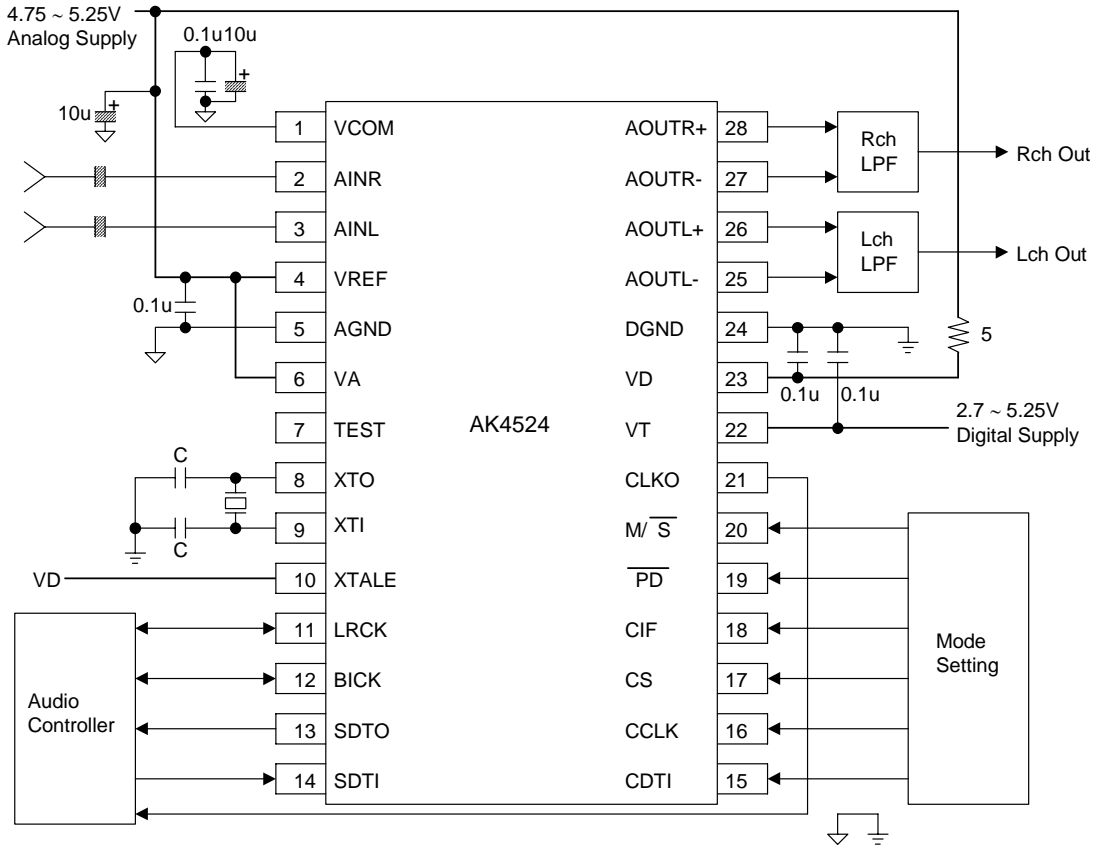 4.75 ~ 5.25V
Analog Supply
0.1u10u
+
+
10u
1 VCOM
2 AINR
3 AINL
4 VREF
0.1u
5 AGND
6 VA
7 TEST
C
8 XTO
9 XTI
C
VD
10 XTALE
11 LRCK
12 BICK
13 SDTO
14 SDTI
Audio
Controller
AK4524
AOUTR+ 28
AOUTR- 27
AOUTL+ 26
AOUTL- 25
DGND 24
VD 23
VT 22
CLKO 21
M/ S 20
PD 19
CIF 18
CS 17
CCLK 16
CDTI 15
Rch
LPF
Rch Out
Lch
LPF
Lch Out
5
0.1u 0.1u
2.7 ~ 5.25V
Digital Supply
Mode
Setting